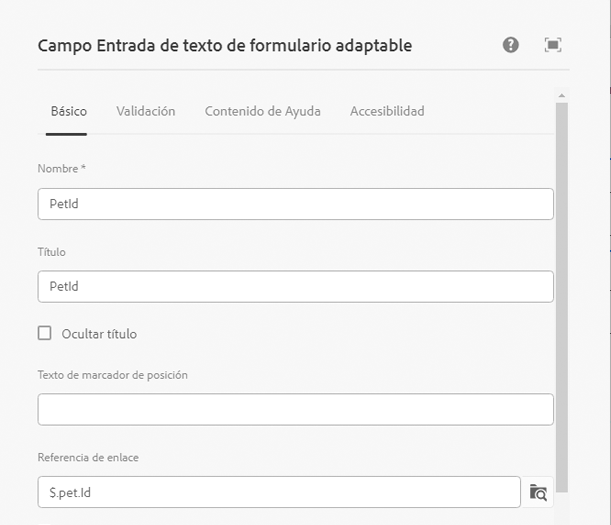 Campo Entrada de texto de formulario adaptable
Básico Validación Contenido de Ayuda Accesibilidad
Nombre *
PetId
Título
PetId
Ocultar título
Texto de marcador de posición
Referencia de enlace
$.pet.Id